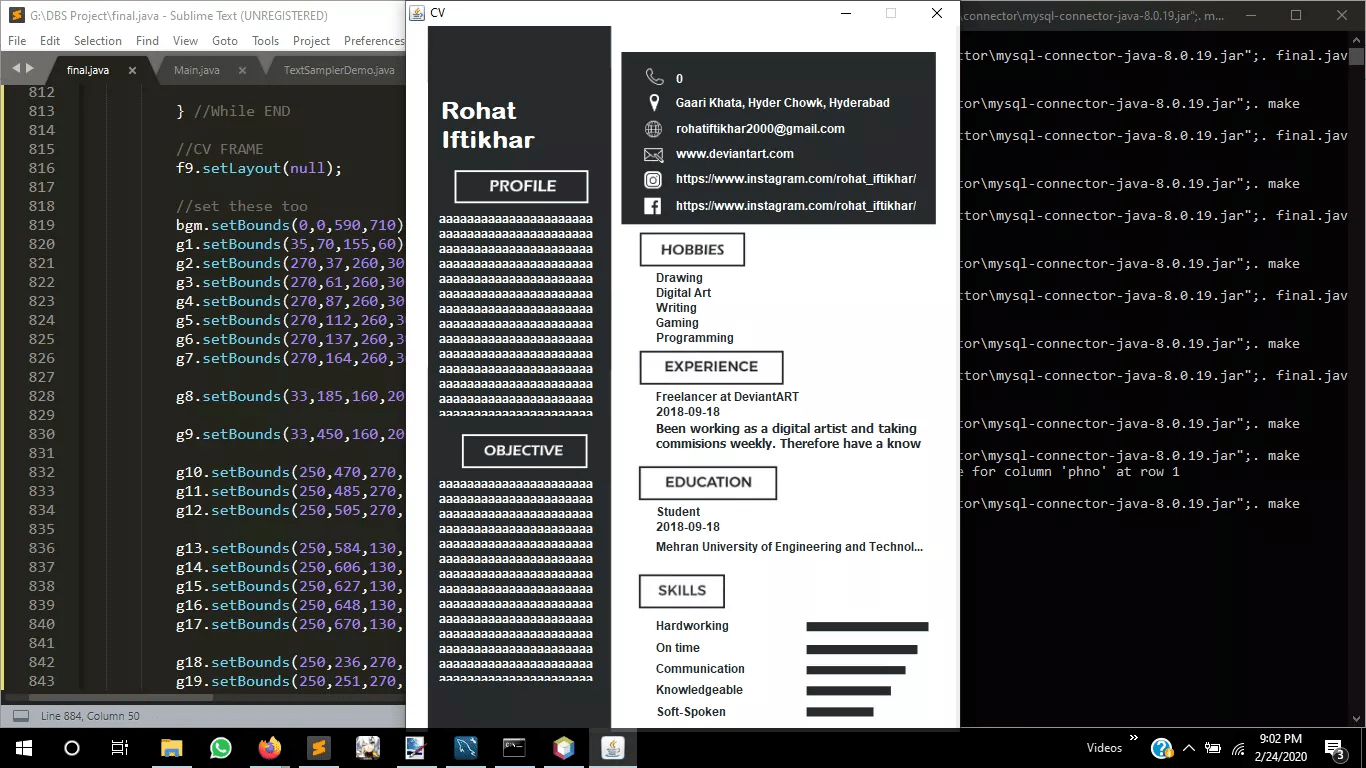 G:\DBS Project\final.java - Sublime Text (UNREGISTERED)
File Edit Selection Find View Goto Tools Project Preferences
final.java × Main.java × TextSamplerDemo.java
812
813 } //While END
814
815 //CV FRAME
816 f9.setLayout(null);
817
818 //set these too
819 bgm.setBounds(0,0,590,710)
820 g1.setBounds(35,70,155,60)
821 g2.setBounds(270,37,260,30
822 g3.setBounds(270,61,260,30
823 g4.setBounds(270,87,260,30
824 g5.setBounds(270,112,260,3
825 g6.setBounds(270,137,260,3
826 g7.setBounds(270,164,260,3
827
828 g8.setBounds(33,185,160,20
829
830 g9.setBounds(33,450,160,20
831
832 g10.setBounds(250,470,270,
833 g11.setBounds(250,485,270,
834 g12.setBounds(250,505,270,
835
836 g13.setBounds(250,584,130,
837 g14.setBounds(250,606,130,
838 g15.setBounds(250,627,130,
839 g16.setBounds(250,648,130,
840 g17.setBounds(250,670,130,
841
842 g18.setBounds(250,236,270,
843 g19.setBounds(250,251,270,
Line 884, Column 50
CV
Rohat
Iftikhar
PROFILE
aaaaaaaaaaaaaaaaaaaaaa
aaaaaaaaaaaaaaaaaaaaaa
aaaaaaaaaaaaaaaaaaaaaa
aaaaaaaaaaaaaaaaaaaaaa
aaaaaaaaaaaaaaaaaaaaaa
aaaaaaaaaaaaaaaaaaaaaa
aaaaaaaaaaaaaaaaaaaaaa
aaaaaaaaaaaaaaaaaaaaaa
aaaaaaaaaaaaaaaaaaaaaa
aaaaaaaaaaaaaaaaaaaaaa
aaaaaaaaaaaaaaaaaaaaaa
aaaaaaaaaaaaaaaaaaaaaa
aaaaaaaaaaaaaaaaaaaaaa
aaaaaaaaaaaaaaaaaaaaaa
OBJECTIVE
aaaaaaaaaaaaaaaaaaaaaa
aaaaaaaaaaaaaaaaaaaaaa
aaaaaaaaaaaaaaaaaaaaaa
aaaaaaaaaaaaaaaaaaaaaa
aaaaaaaaaaaaaaaaaaaaaa
aaaaaaaaaaaaaaaaaaaaaa
aaaaaaaaaaaaaaaaaaaaaa
aaaaaaaaaaaaaaaaaaaaaa
aaaaaaaaaaaaaaaaaaaaaa
aaaaaaaaaaaaaaaaaaaaaa
aaaaaaaaaaaaaaaaaaaaaa
aaaaaaaaaaaaaaaaaaaaaa
aaaaaaaaaaaaaaaaaaaaaa
aaaaaaaaaaaaaaaaaaaaaa
0
Gaari Khata, Hyder Chowk, Hyderabad
rohatiftikhar2000@gmail.com
www.deviantart.com
https://www.instagram.com/rohat_iftikhar/
https://www.instagram.com/rohat_iftikhar/
HOBBIES
Drawing
Digital Art
Writing
Gaming
Programming
EXPERIENCE
Freelancer at DeviantART
2018-09-18
Been working as a digital artist and taking
commisions weekly. Therefore have a know
EDUCATION
Student
2018-09-18
Mehran University of Engineering and Technol...
SKILLS
Hardworking
On time
Communication
Knowledgeable
Soft-Spoken
\connector\mysql-connector-java-8.0.19.jar";. m...
tor\mysql-connector-java-8.0.19.jar";. final.jav
tor\mysql-connector-java-8.0.19.jar";. make
tor\mysql-connector-java-8.0.19.jar";. final.jav
tor\mysql-connector-java-8.0.19.jar";. make
tor\mysql-connector-java-8.0.19.jar";. final.jav
tor\mysql-connector-java-8.0.19.jar";. make
tor\mysql-connector-java-8.0.19.jar";. final.jav
tor\mysql-connector-java-8.0.19.jar";. make
tor\mysql-connector-java-8.0.19.jar";. final.jav
tor\mysql-connector-java-8.0.19.jar";. make
tor\mysql-connector-java-8.0.19.jar";. make
e for column 'phno' at row 1
tor\mysql-connector-java-8.0.19.jar";. make
Videos
9:02 PM
2/24/2020
3